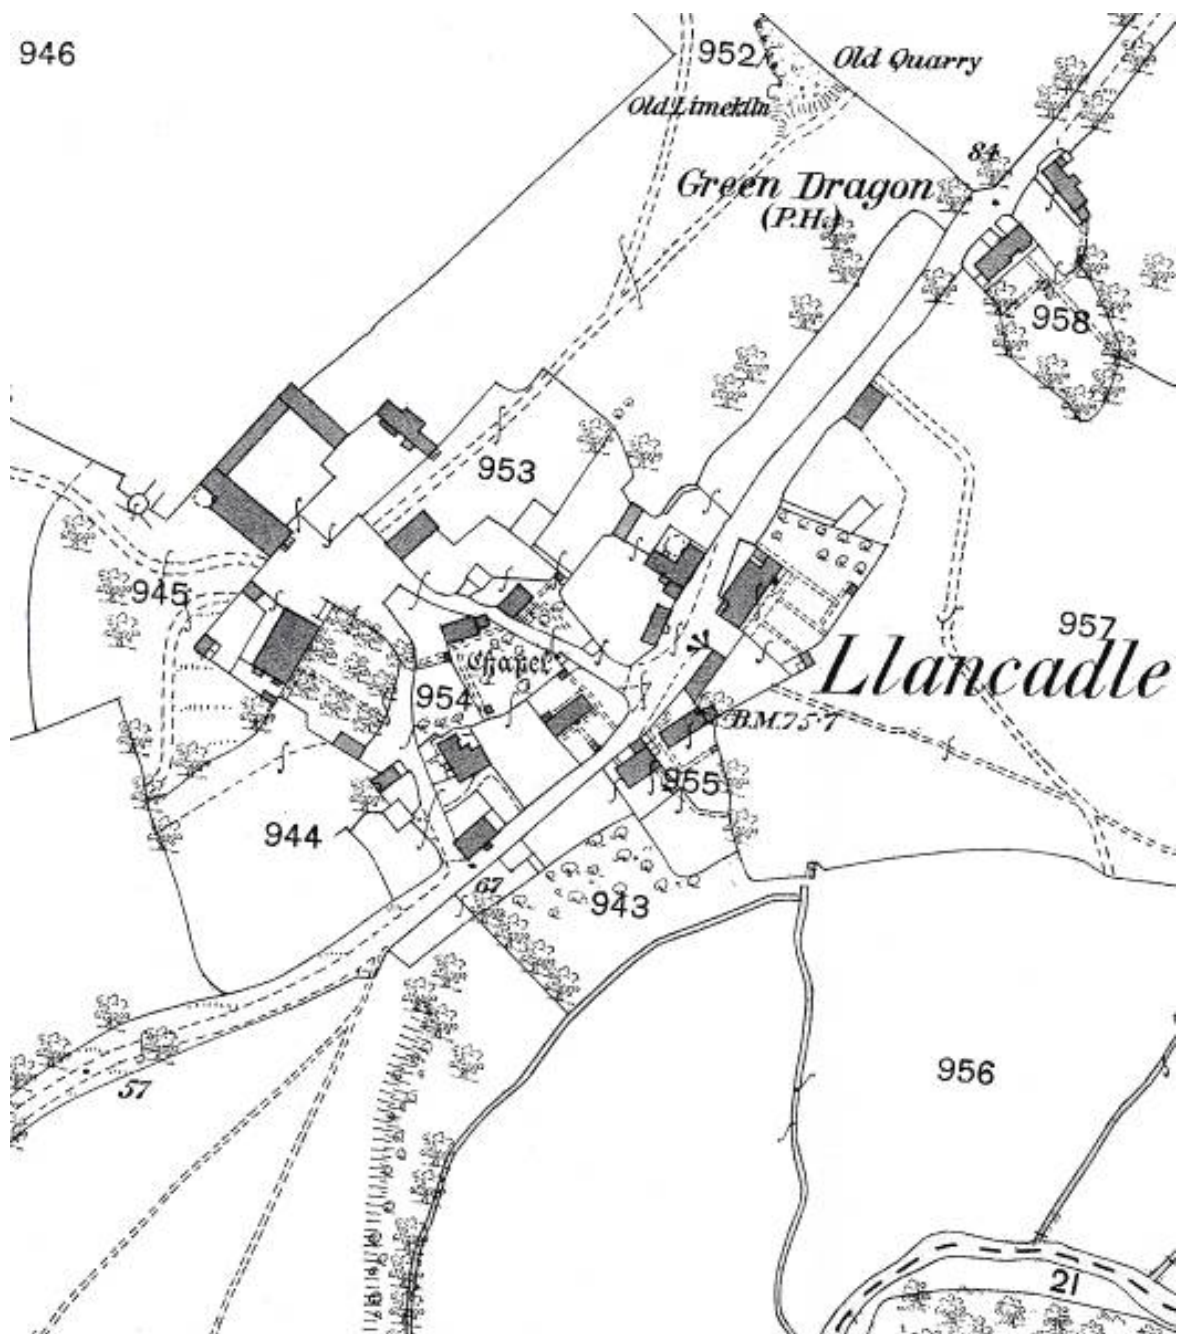 946
952
Old Quarry
Old Limekiln
84
Green Dragon
(P.H.)
958
953
945
957
Chapel
Llancadle
954
B.M.75·7
955
944
67
943
956
57
21